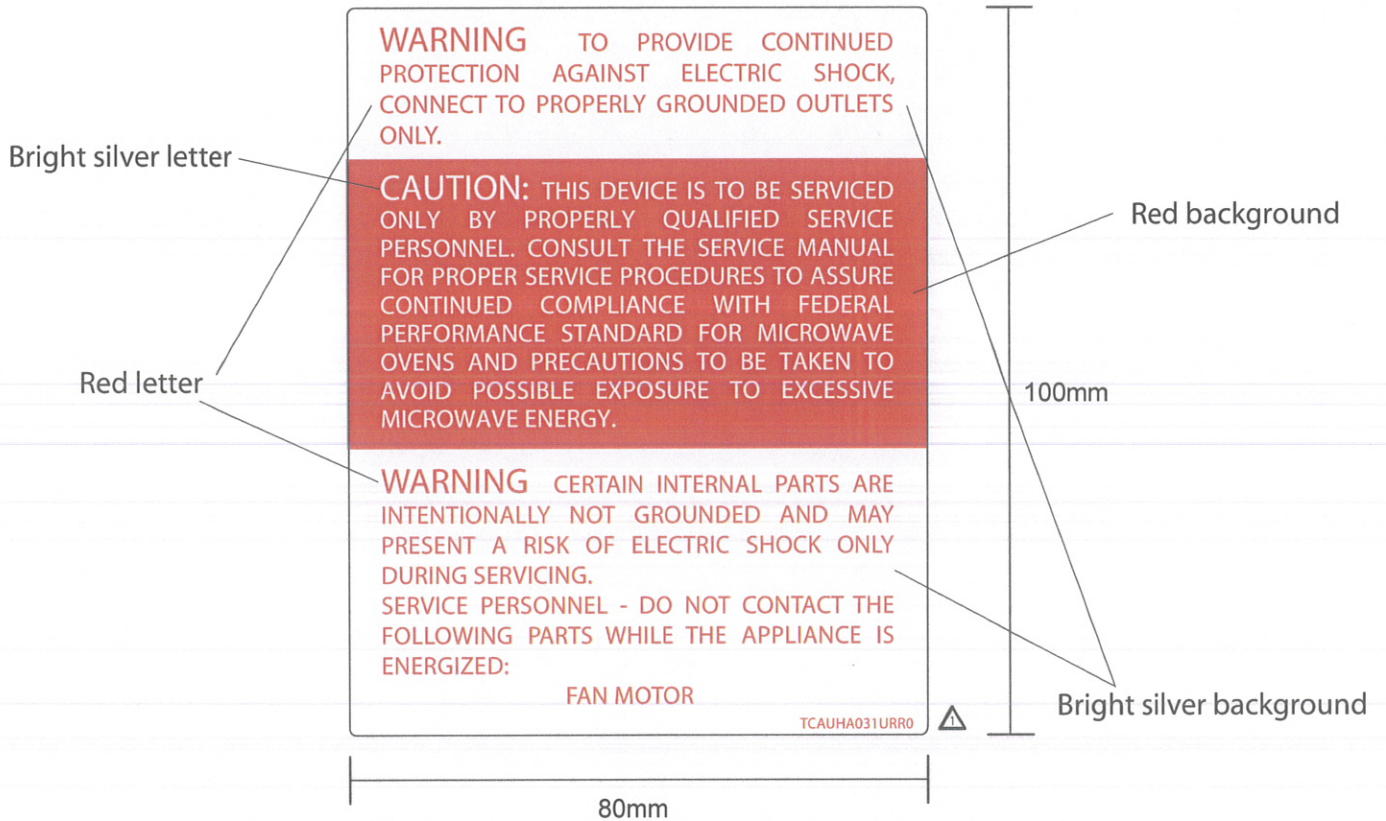 WARNING TO PROVIDE CONTINUED
PROTECTION AGAINST ELECTRIC SHOCK,
CONNECT TO PROPERLY GROUNDED OUTLETS
ONLY.
Bright silver letter
CAUTION: THIS DEVICE IS TO BE SERVICED
ONLY BY PROPERLY QUALIFIED SERVICE
PERSONNEL. CONSULT THE SERVICE MANUAL
FOR PROPER SERVICE PROCEDURES TO ASSURE
CONTINUED COMPLIANCE WITH FEDERAL
PERFORMANCE STANDARD FOR MICROWAVE
OVENS AND PRECAUTIONS TO BE TAKEN TO
AVOID POSSIBLE EXPOSURE TO EXCESSIVE
MICROWAVE ENERGY.
Red background
Red letter
100mm
WARNING CERTAIN INTERNAL PARTS ARE
INTENTIONALLY NOT GROUNDED AND MAY
PRESENT A RISK OF ELECTRIC SHOCK ONLY
DURING SERVICING.
SERVICE PERSONNEL - DO NOT CONTACT THE
FOLLOWING PARTS WHILE THE APPLIANCE IS
ENERGIZED:
FAN MOTOR
TCAUHA031URR0
1
Bright silver background
80mm